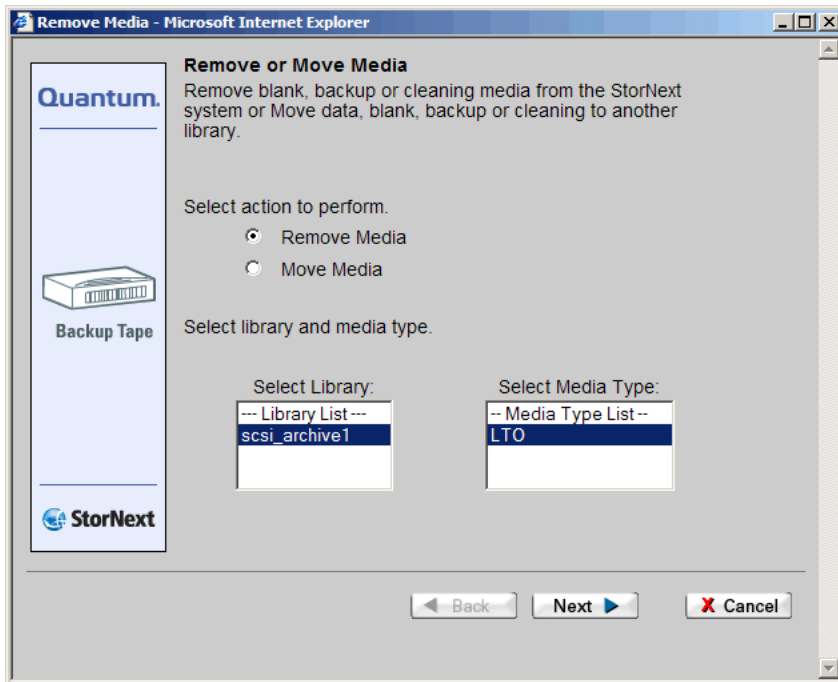 Remove Media - Microsoft Internet Explorer
Quantum.
Backup Tape
StorNext
Remove or Move Media
Remove blank, backup or cleaning media from the StorNext
system or Move data, blank, backup or cleaning to another
library.
Select action to perform.
Remove Media
Move Media
Select library and media type.
Select Library:
--- Library List ---
scsi_archive1
Select Media Type:
-- Media Type List --
LTO
Back
Next
X Cancel